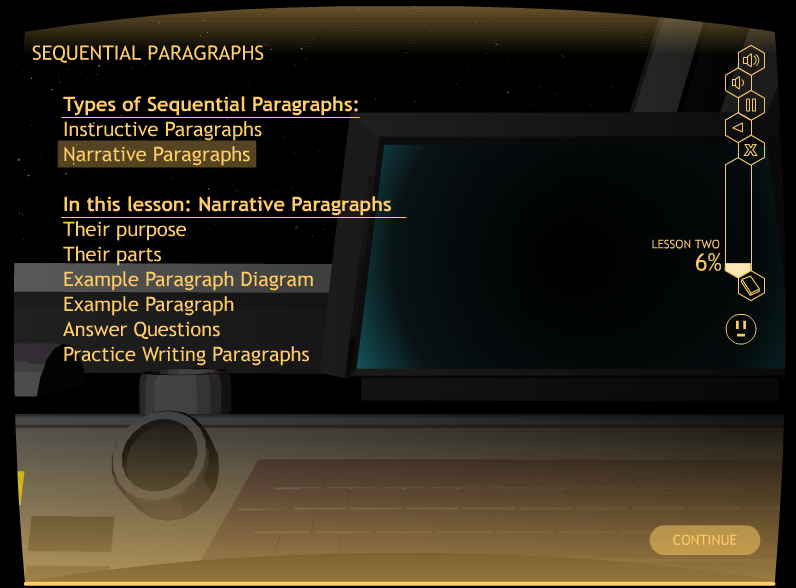 SEQUENTIAL PARAGRAPHS
Types of Sequential Paragraphs:
Instructive Paragraphs
Narrative Paragraphs
In this lesson: Narrative Paragraphs
Their purpose
Their parts
Example Paragraph Diagram
Example Paragraph
Answer Questions
Practice Writing Paragraphs
X
LESSON TWO
6%
CONTINUE